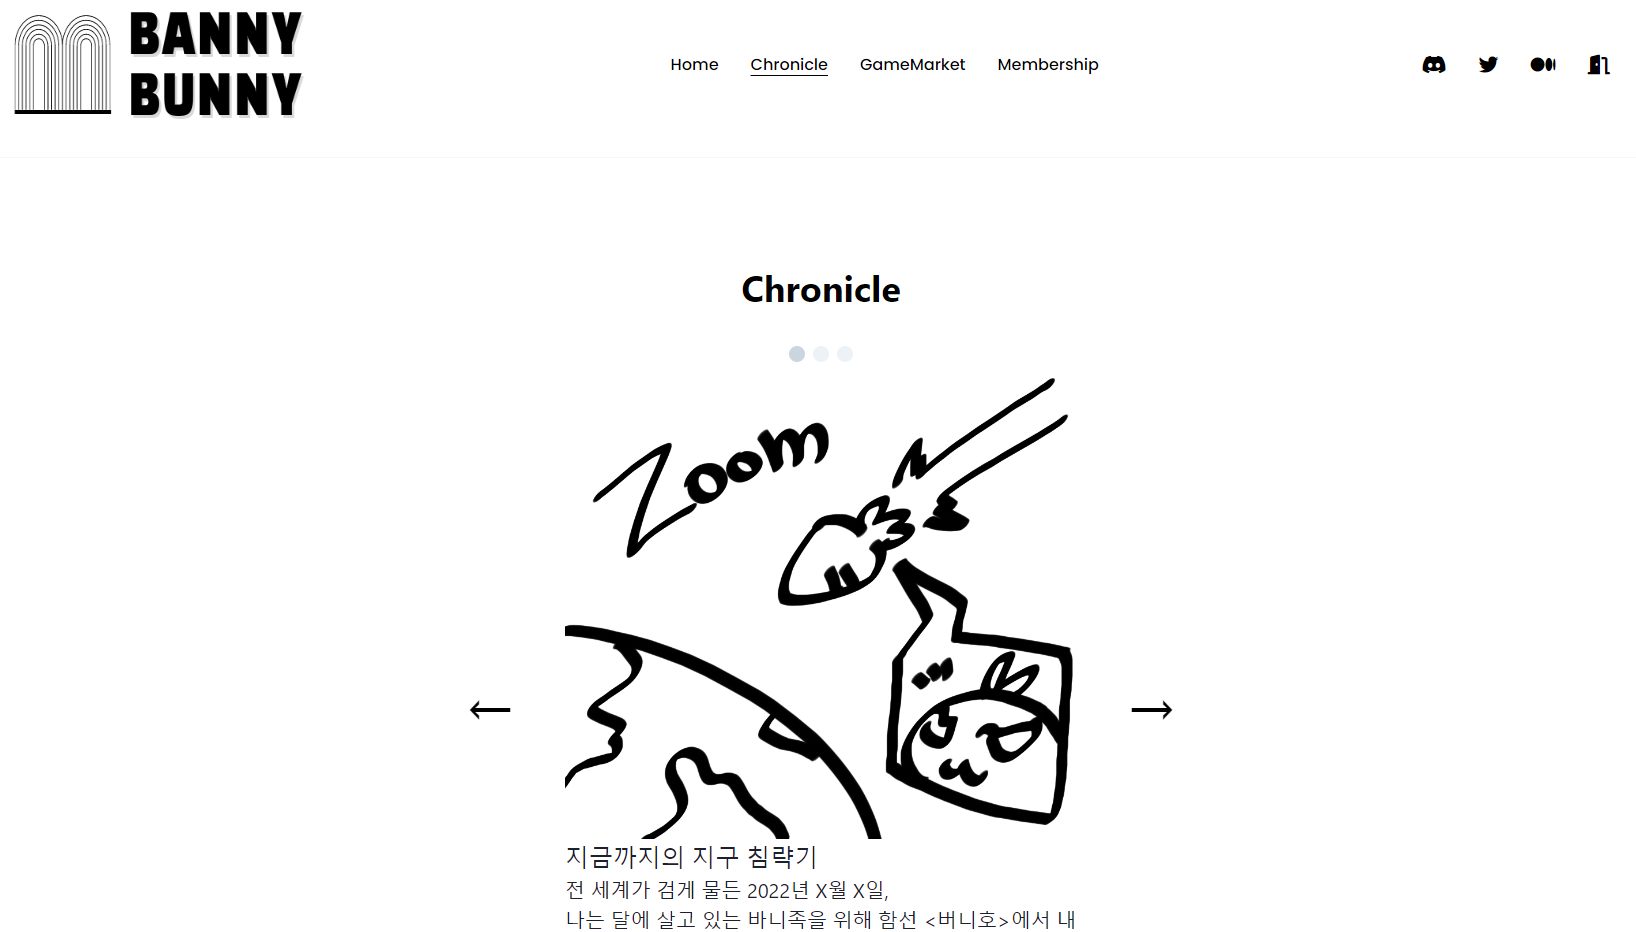 BANNY
BUNNY
Home Chronicle GameMarket Membership
Chronicle
Zoom
지금까지의 지구 침략기
전 세계가 검게 물든 2022년 X월 X일,
나는 달에 살고 있는 바니족을 위해 함선 <버니호>에서 내